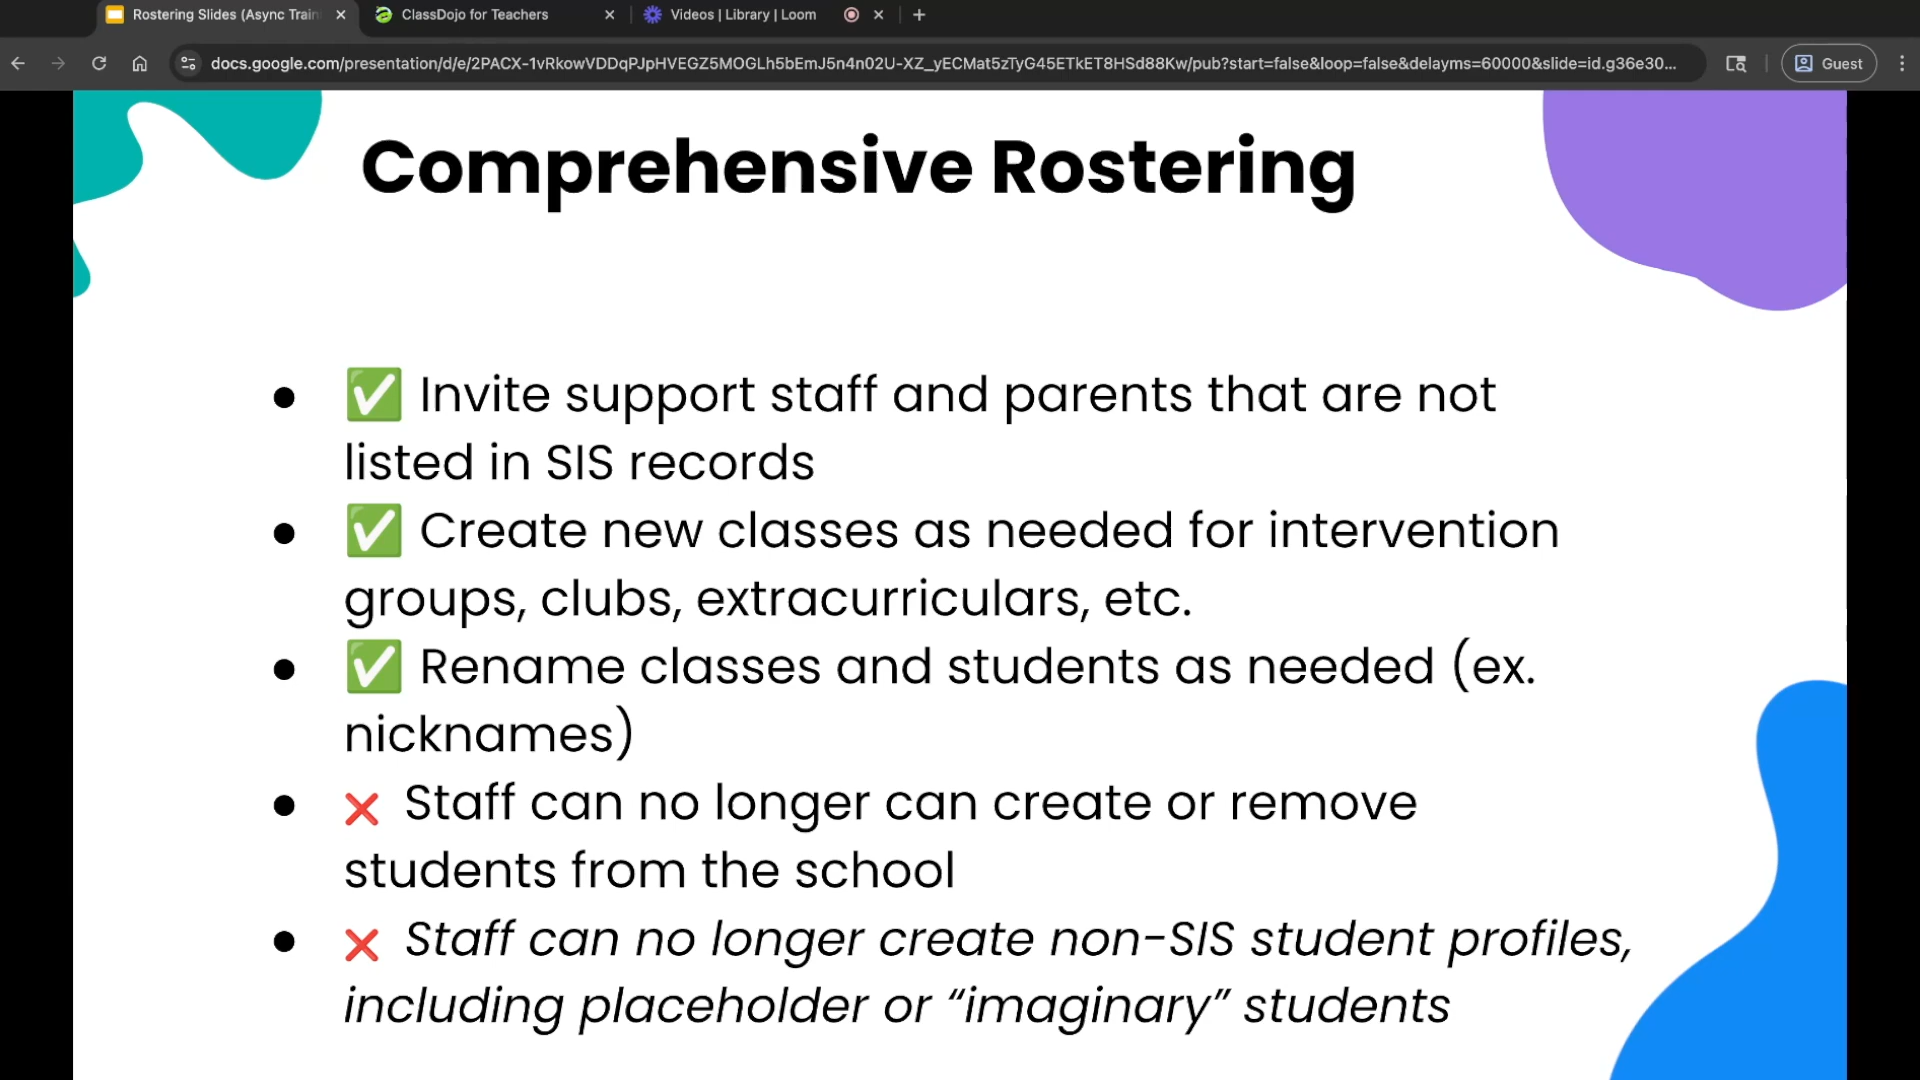 Rostering Slides (Async Train
ClassDojo for Teachers
Videos | Library | Loom
docs.google.com/presentation/d/e/2PACX-1vRkowVDDqPJpHVEGZ5MOGLh5bEmJ5n4n02U-XZ_yECMat5zTyG45ETkET8HSd88Kw/pub?start=false&loop=false&delayms=60000&slide=id.g36e30...
Guest
Comprehensive Rostering
● ✅ Invite support staff and parents that are not
listed in SIS records
● ✅ Create new classes as needed for intervention
groups, clubs, extracurriculars, etc.
● ✅ Rename classes and students as needed (ex.
nicknames)
● ❌ Staff can no longer can create or remove
students from the school
● ❌ Staff can no longer create non-SIS student profiles,
including placeholder or “imaginary” students